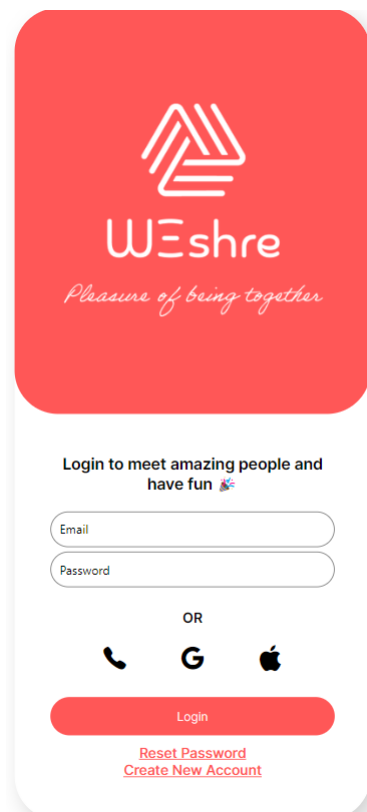 WEshre
Pleasure of being together
Login to meet amazing people and
have fun 🎉
Email
Password
OR
G
Login
Reset Password
Create New Account